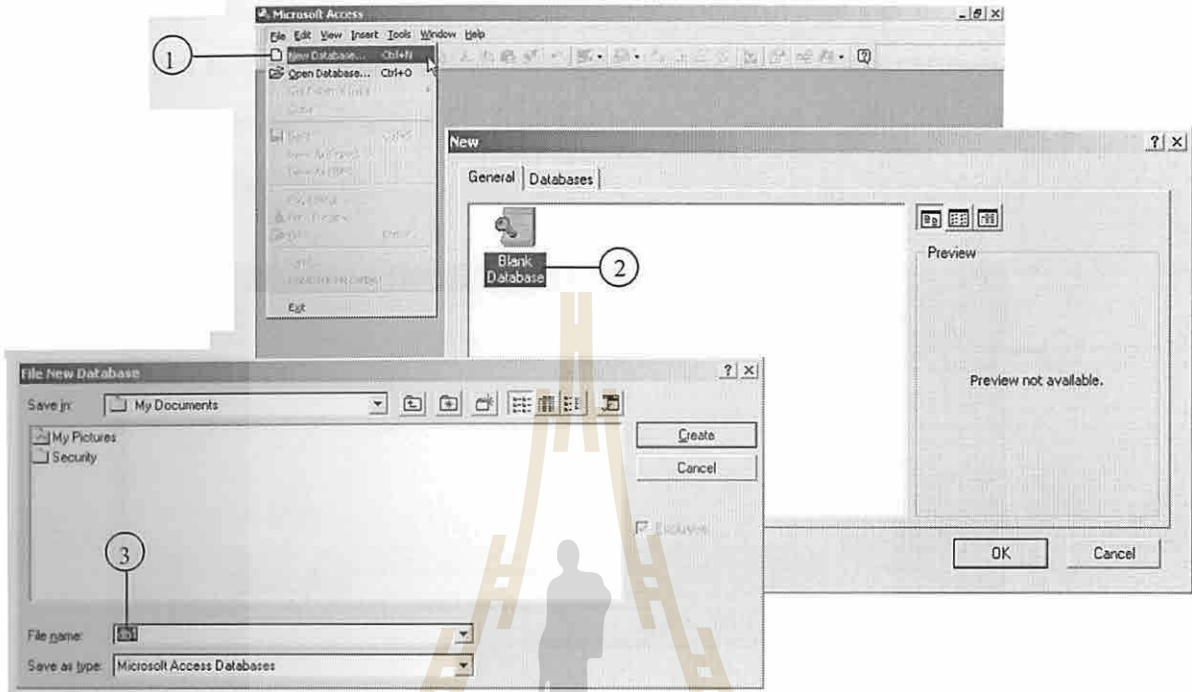 Microsoft Access
File Edit View Insert Tools Window Help
1
New Database... Ctrl+N
Open Database... Ctrl+O
Exit
New
General Databases
Blank
Database
2
Preview
Preview not available.
OK Cancel
File New Database
Save in: My Documents
My Pictures
Security
Create
Cancel
Exclusive
3
File name: db1
Save as type: Microsoft Access Databases